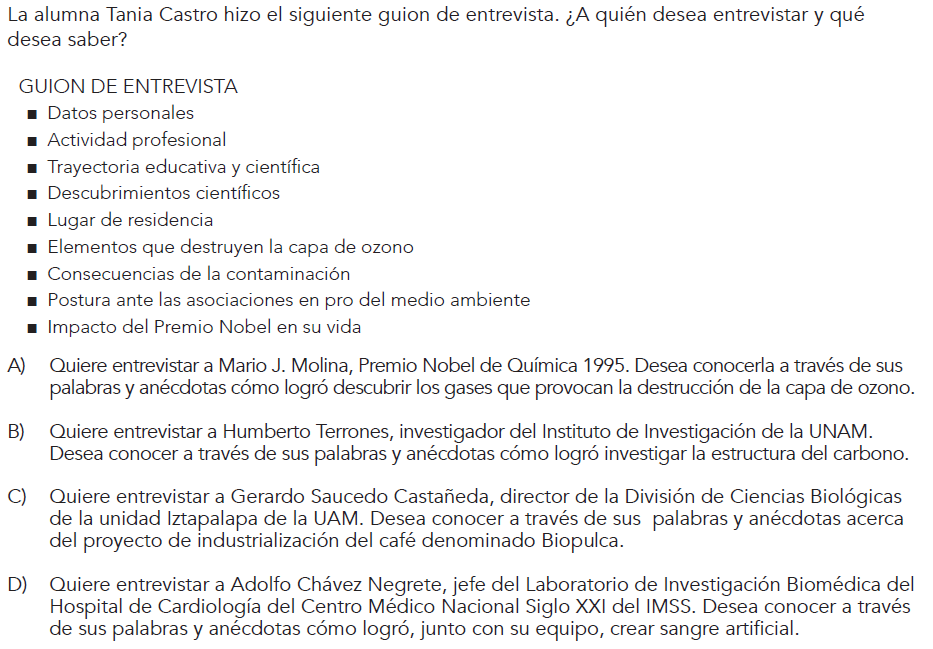 La alumna Tania Castro hizo el siguiente guion de entrevista. ¿A quién desea entrevistar y qué
desea saber?
GUION DE ENTREVISTA
▪ Datos personales
▪ Actividad profesional
▪ Trayectoria educativa y científica
▪ Descubrimientos científicos
▪ Lugar de residencia
▪ Elementos que destruyen la capa de ozono
▪ Consecuencias de la contaminación
▪ Postura ante las asociaciones en pro del medio ambiente
▪ Impacto del Premio Nobel en su vida
A) Quiere entrevistar a Mario J. Molina, Premio Nobel de Química 1995. Desea conocerla a través de sus
palabras y anécdotas cómo logró descubrir los gases que provocan la destrucción de la capa de ozono.
B) Quiere entrevistar a Humberto Terrones, investigador del Instituto de Investigación de la UNAM.
Desea conocer a través de sus palabras y anécdotas cómo logró investigar la estructura del carbono.
C) Quiere entrevistar a Gerardo Saucedo Castañeda, director de la División de Ciencias Biológicas
de la unidad Iztapalapa de la UAM. Desea conocer a través de sus palabras y anécdotas acerca
del proyecto de industrialización del café denominado Biopulca.
D) Quiere entrevistar a Adolfo Chávez Negrete, jefe del Laboratorio de Investigación Biomédica del
Hospital de Cardiología del Centro Médico Nacional Siglo XXI del IMSS. Desea conocer a través
de sus palabras y anécdotas cómo logró, junto con su equipo, crear sangre artificial.